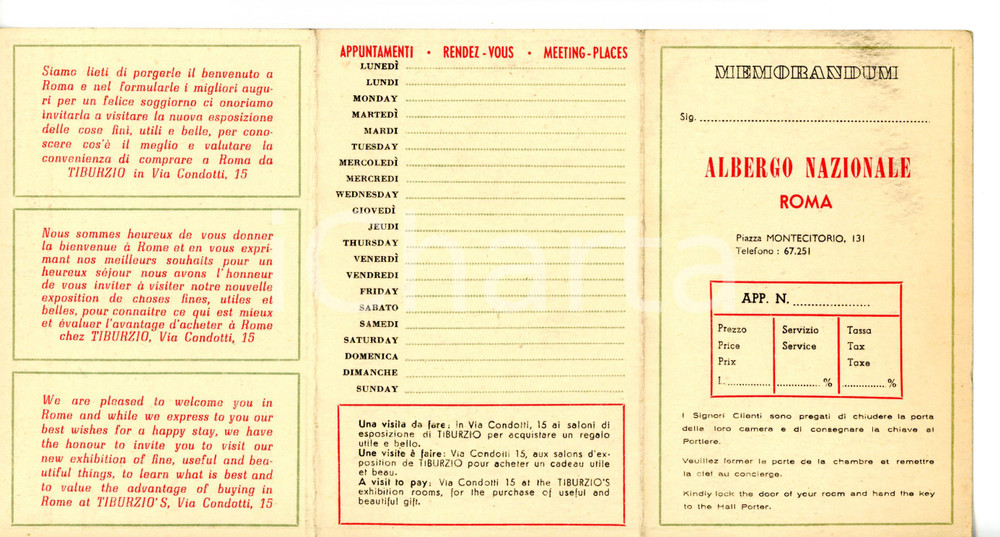 Siamo lieti di porgerle il benvenuto a
Roma e nel formularle i migliori augu-
ri per un felice soggiorno ci onoriamo
invitarla a visitare la nuova esposizione
delle cose fini, utili e belle, per cono-
scere cos'è il meglio e valutare la
convenienza di comprare a Roma da
TIBURZIO in Via Condotti, 15
Nous sommes heureux de vous donner
la bienvenue à Rome et en vous expri-
mant nos meilleurs souhaits pour un
heureux séjour nous avons l'honneur
de vous inviter à visiter notre nouvelle
exposition de choses fines, utiles et
belles, pour connaitre ce qui est mieux
et évaluer l'avantage d'acheter à Rome
chez TIBURZIO, Via Condotti, 15
We are pleased to welcome you in
Rome and while we express to you our
best wishes for a happy stay, we have
the honour to invite you to visit our
new exhibition of fine, useful and bea-
utiful things, to learn what is best and
to value the advantage of buying in
Rome at TIBURZIO'S, Via Condotti, 15
APPUNTAMENTI • RENDEZ-VOUS • MEETING-PLACES
LUNEDÌ
LUNDI
MONDAY
MARTEDÌ
MARDI
TUESDAY
MERCOLEDÌ
MERCREDI
WEDNESDAY
GIOVEDÌ
JEUDI
THURSDAY
VENERDÌ
VENDREDI
FRIDAY
SABATO
SAMEDI
SATURDAY
DOMENICA
DIMANCHE
SUNDAY
Una visita da fare: in Via Condotti, 15 ai saloni di
esposizione di TIBURZIO per acquistare un regalo
utile e bello.
Une visite è faire: Via Condotti 15, aux salons d'ex-
position de TIBURZIO pour acheter un cadeau utile
et beau.
A visit to pay: Via Condotti 15 at the TIBURZIO'S
exhibition rooms, for the purchase of useful and
beautiful gift.
MEMORANDUM
Sig.
ALBERGO NAZIONALE
ROMA
Piazza MONTECITORIO, 131
Telefono: 67.251
APP. N.
Prezzo Servizio Tassa
Price Service Tax
Prix Taxe
L. % %
I Signori Clienti sono pregati di chiudere la porta
della loro camera e di consegnare la chiave al
Portiere.
Veuillez fermer le porte de la chambre et remettre
la clef au concierge.
Kindly lock the door of your room and hand the key
to the Hall Porter.
iCharta